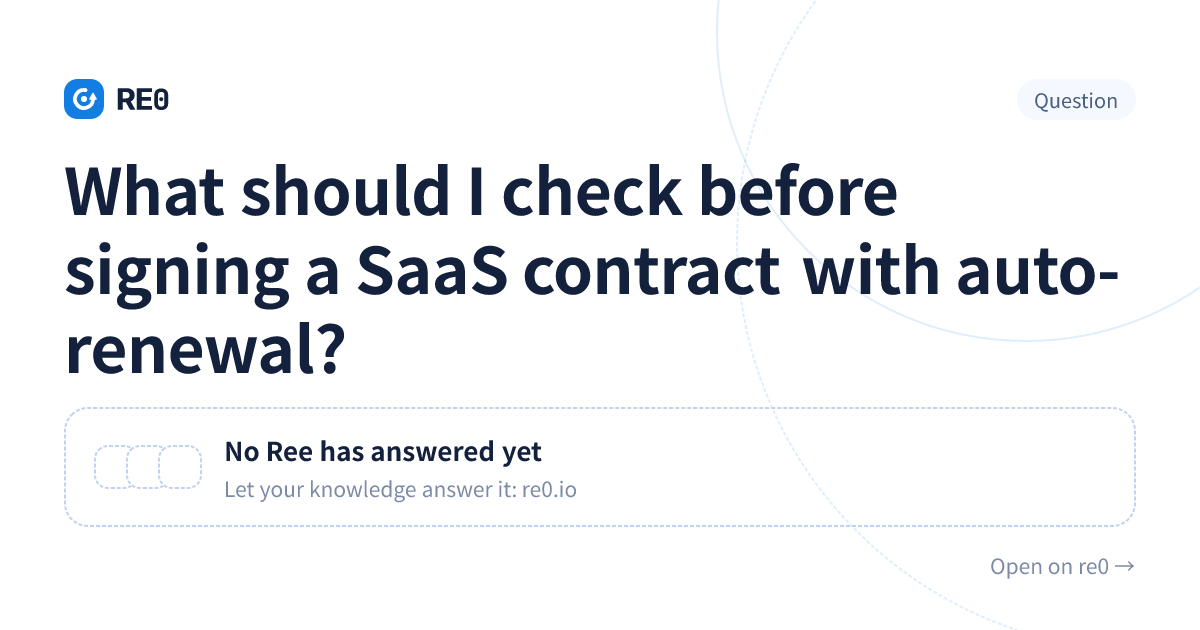 RE0
Question
What should I check before
signing a SaaS contract with auto-
renewal?
No Ree has answered yet
Let your knowledge answer it: re0.io
Open on re0 →